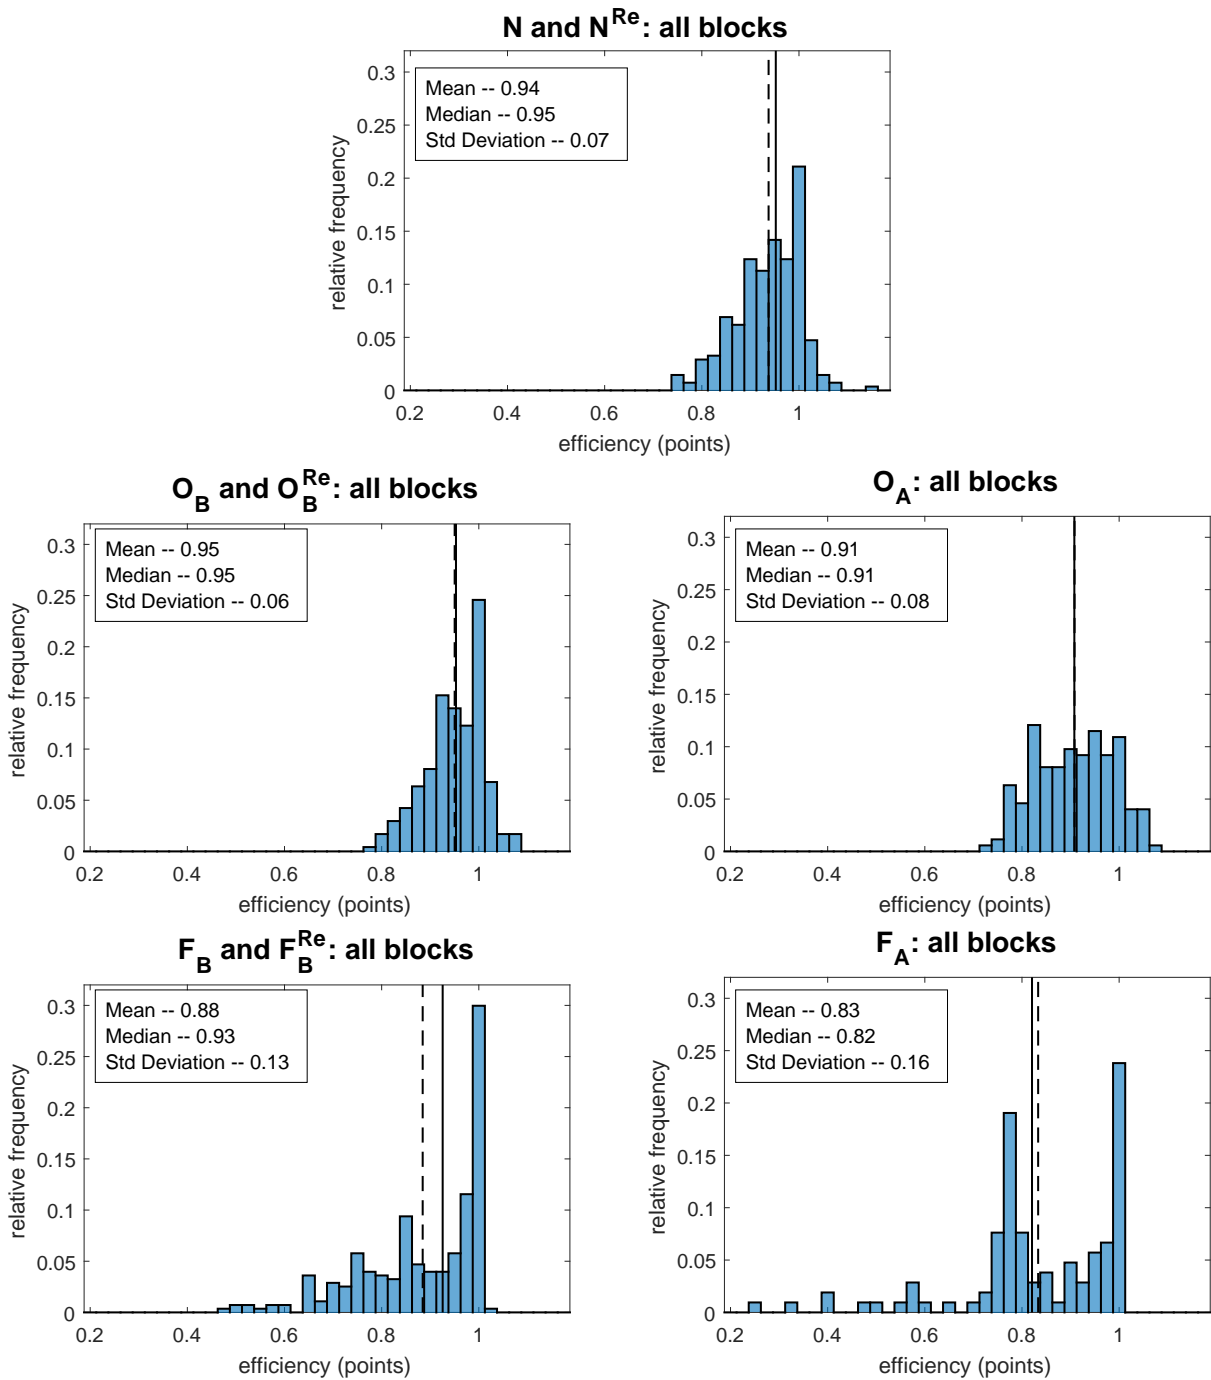 N and N^Re: all blocks
0.3
0.25
0.2
0.15
0.1
0.05
0
relative frequency
Mean -- 0.94
Median -- 0.95
Std Deviation -- 0.07
0.2 0.4 0.6 0.8 1
efficiency (points)
O_B and O_B^Re: all blocks
0.3
0.25
0.2
0.15
0.1
0.05
0
relative frequency
Mean -- 0.95
Median -- 0.95
Std Deviation -- 0.06
0.2 0.4 0.6 0.8 1
efficiency (points)
O_A: all blocks
0.3
0.25
0.2
0.15
0.1
0.05
0
relative frequency
Mean -- 0.91
Median -- 0.91
Std Deviation -- 0.08
0.2 0.4 0.6 0.8 1
efficiency (points)
F_B and F_B^Re: all blocks
0.3
0.25
0.2
0.15
0.1
0.05
0
relative frequency
Mean -- 0.88
Median -- 0.93
Std Deviation -- 0.13
0.2 0.4 0.6 0.8 1
efficiency (points)
F_A: all blocks
0.3
0.25
0.2
0.15
0.1
0.05
0
relative frequency
Mean -- 0.83
Median -- 0.82
Std Deviation -- 0.16
0.2 0.4 0.6 0.8 1
efficiency (points)